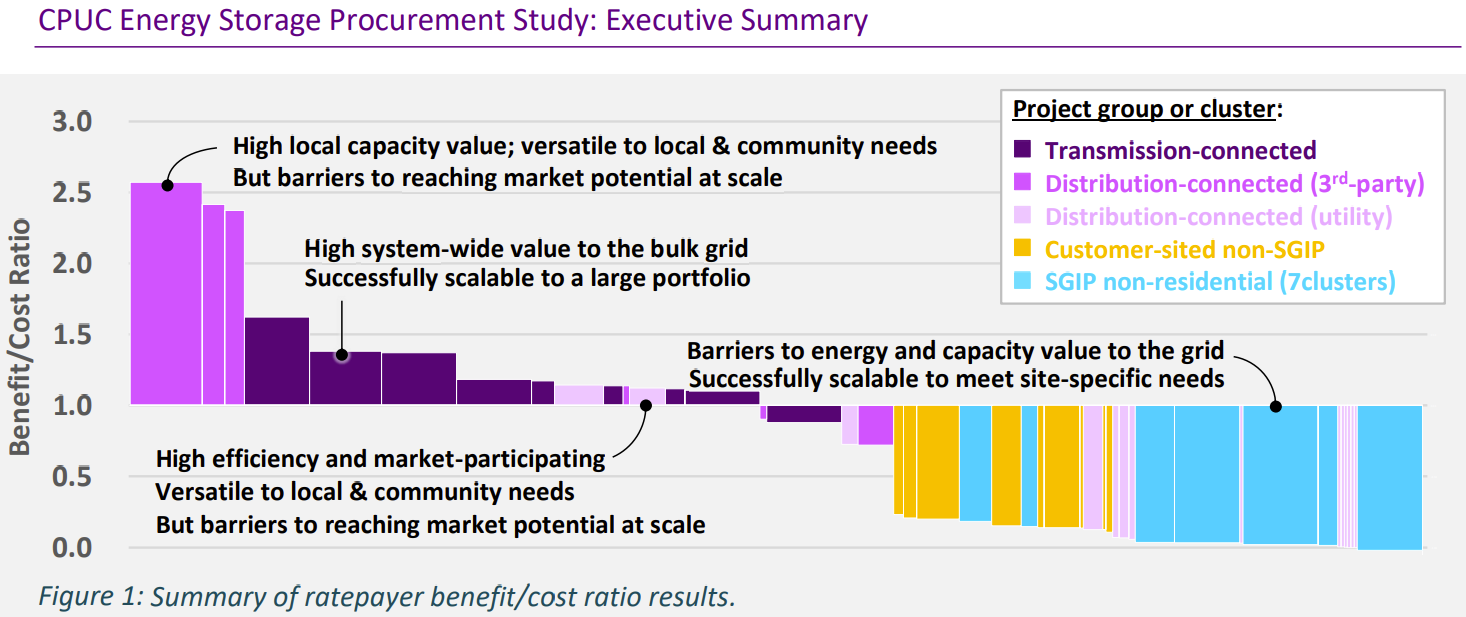 CPUC Energy Storage Procurement Study: Executive Summary
Project group or cluster:
Transmission-connected
Distribution-connected (3rd-party)
Distribution-connected (utility)
Customer-sited non-SGIP
SGIP non-residential (7clusters)
Benefit/Cost Ratio
3.0
2.5
2.0
1.5
1.0
0.5
0.0
High local capacity value; versatile to local & community needs
But barriers to reaching market potential at scale
High system-wide value to the bulk grid
Successfully scalable to a large portfolio
Barriers to energy and capacity value to the grid
Successfully scalable to meet site-specific needs
High efficiency and market-participating
Versatile to local & community needs
But barriers to reaching market potential at scale
Figure 1: Summary of ratepayer benefit/cost ratio results.